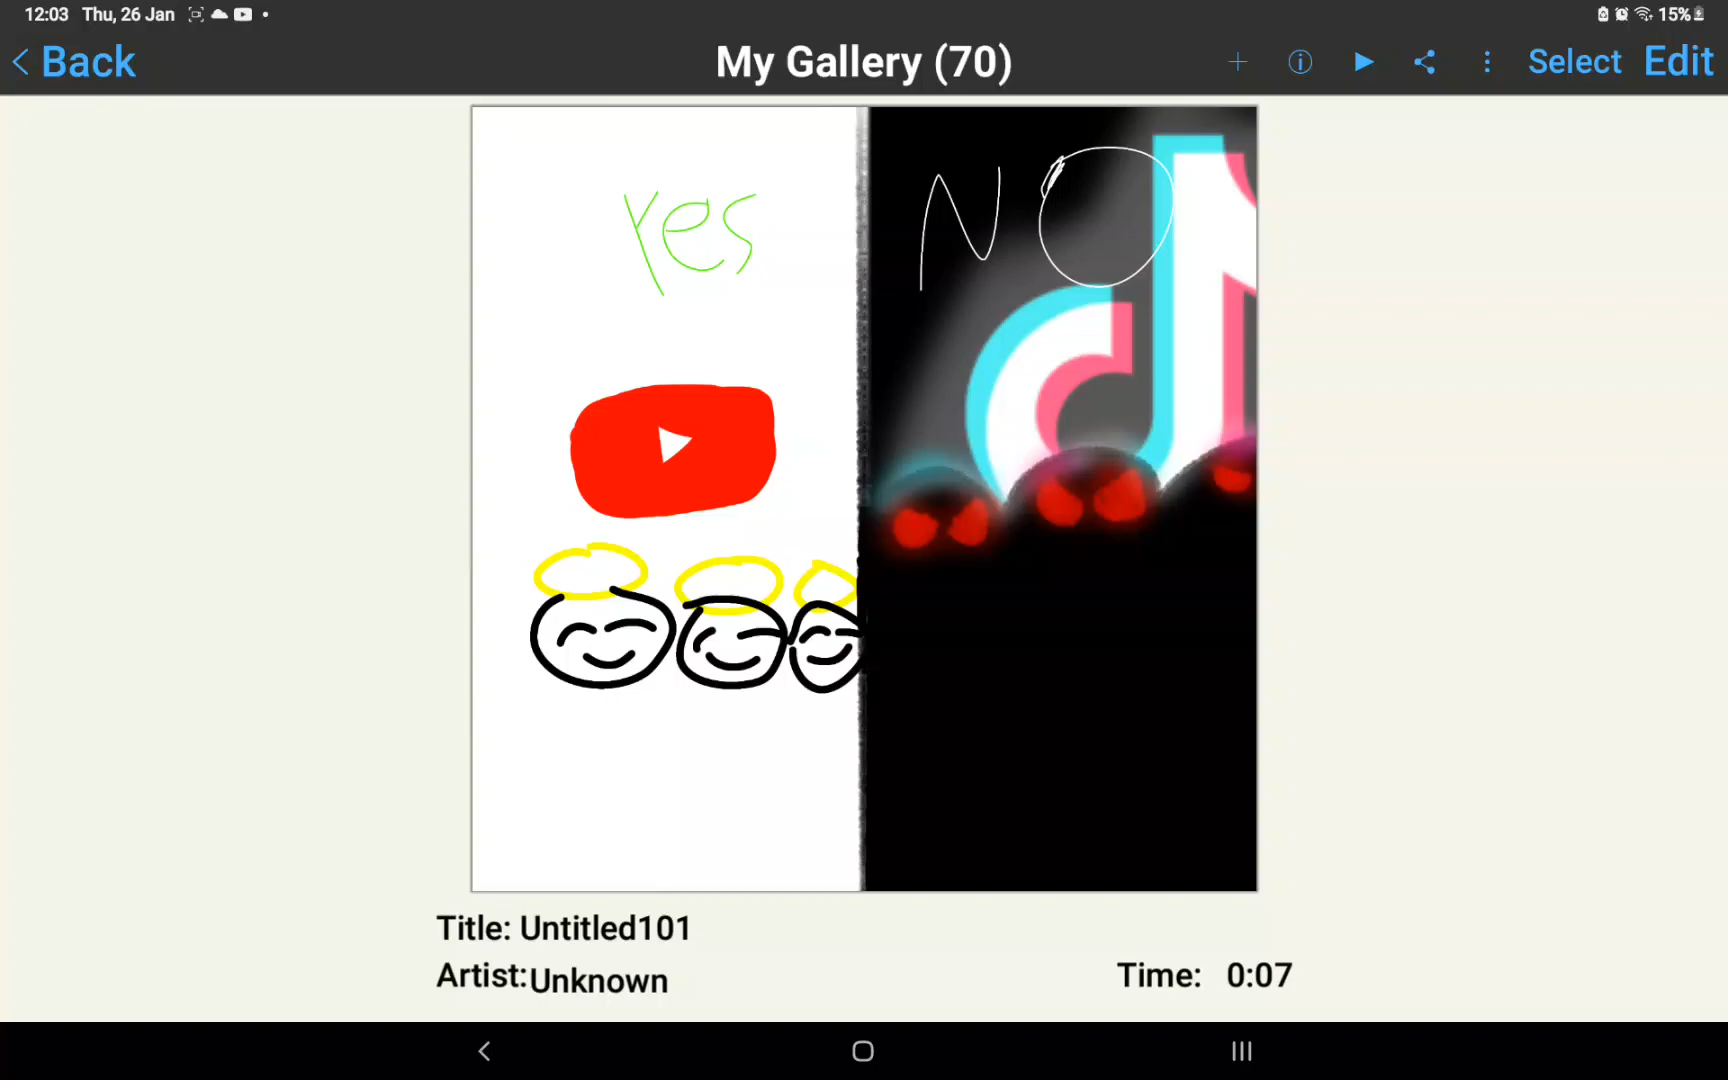 12:03 Thu, 26 Jan 15%
Back My Gallery (70) Select Edit
Yes NO
Title: Untitled101
Artist: Unknown Time: 0:07